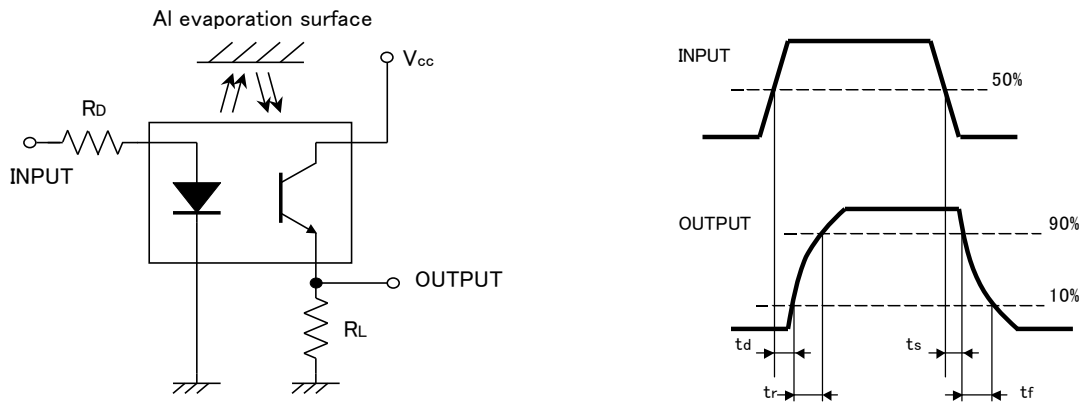 Al evaporation surface
Vcc
RD
INPUT
OUTPUT
RL
INPUT
50%
OUTPUT
90%
10%
td
ts
tr
tf